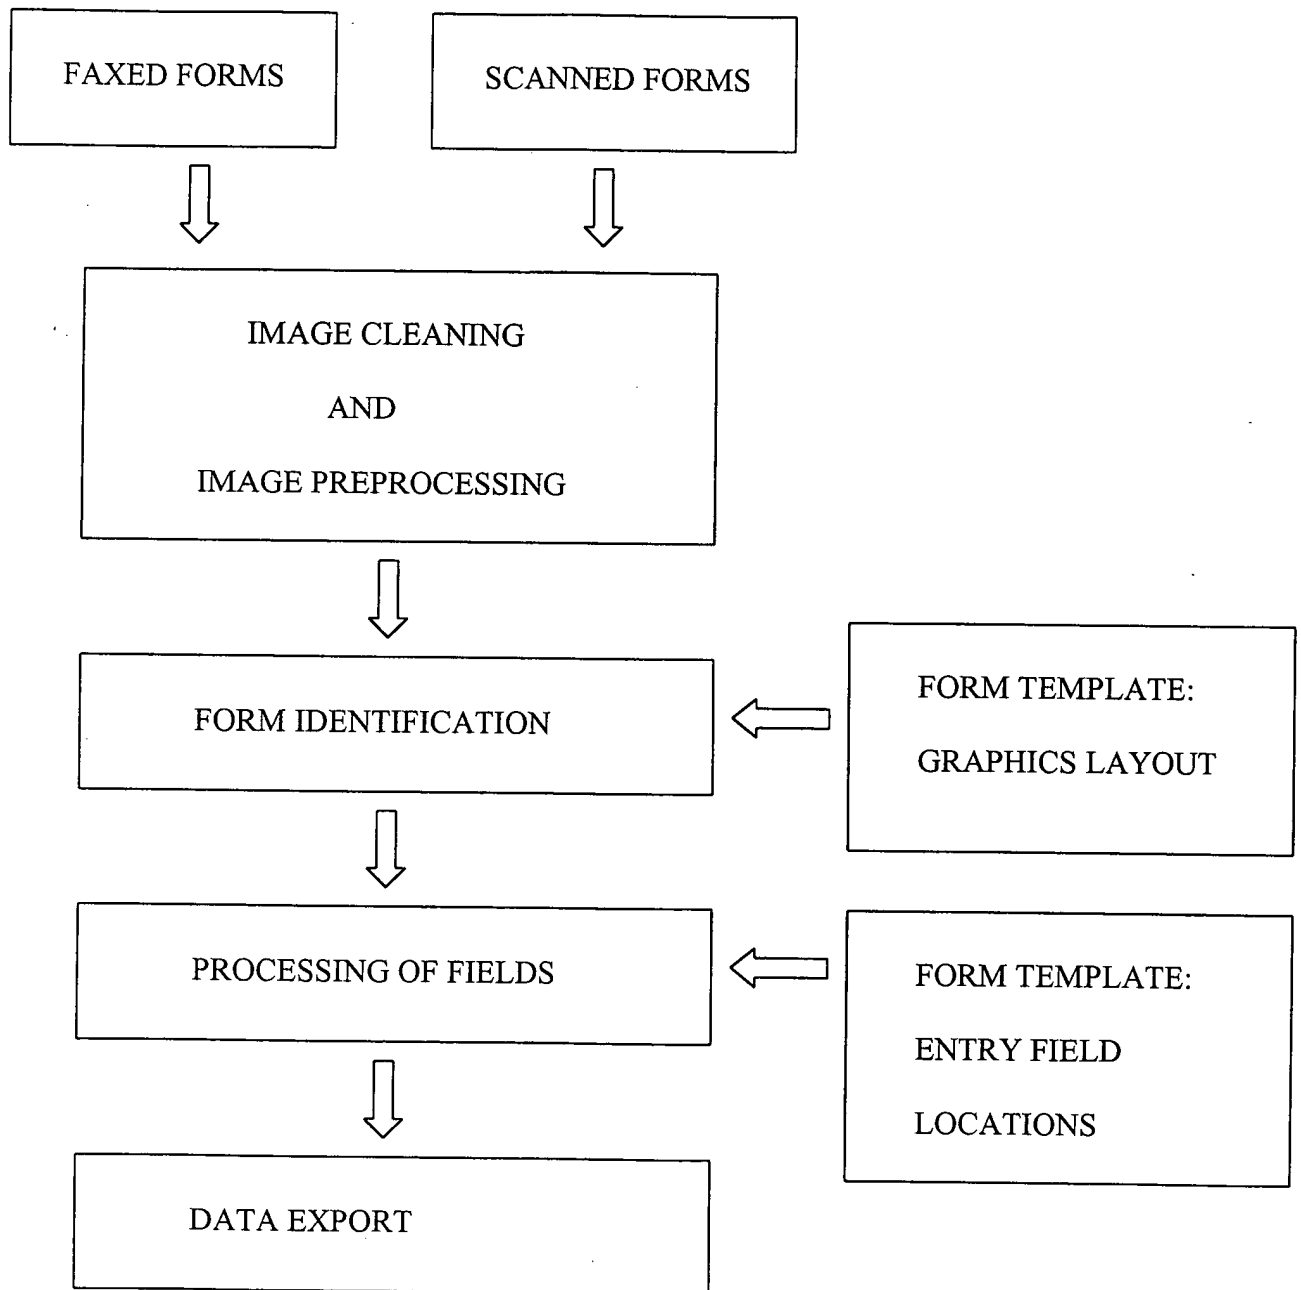 FAXED FORMS
SCANNED FORMS
IMAGE CLEANING
AND
IMAGE PREPROCESSING
FORM IDENTIFICATION
FORM TEMPLATE:
GRAPHICS LAYOUT
PROCESSING OF FIELDS
FORM TEMPLATE:
ENTRY FIELD
LOCATIONS
DATA EXPORT